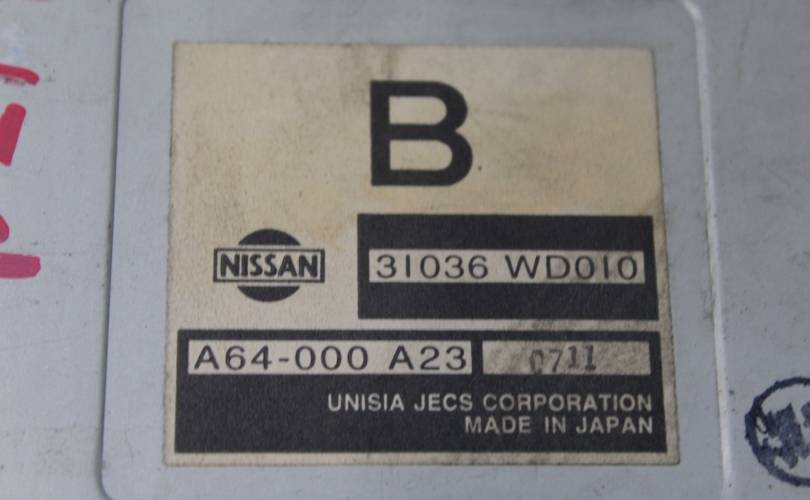 B
NISSAN
31036 WD010
A64-000 A23
0711
UNISIA JECS CORPORATION
MADE IN JAPAN